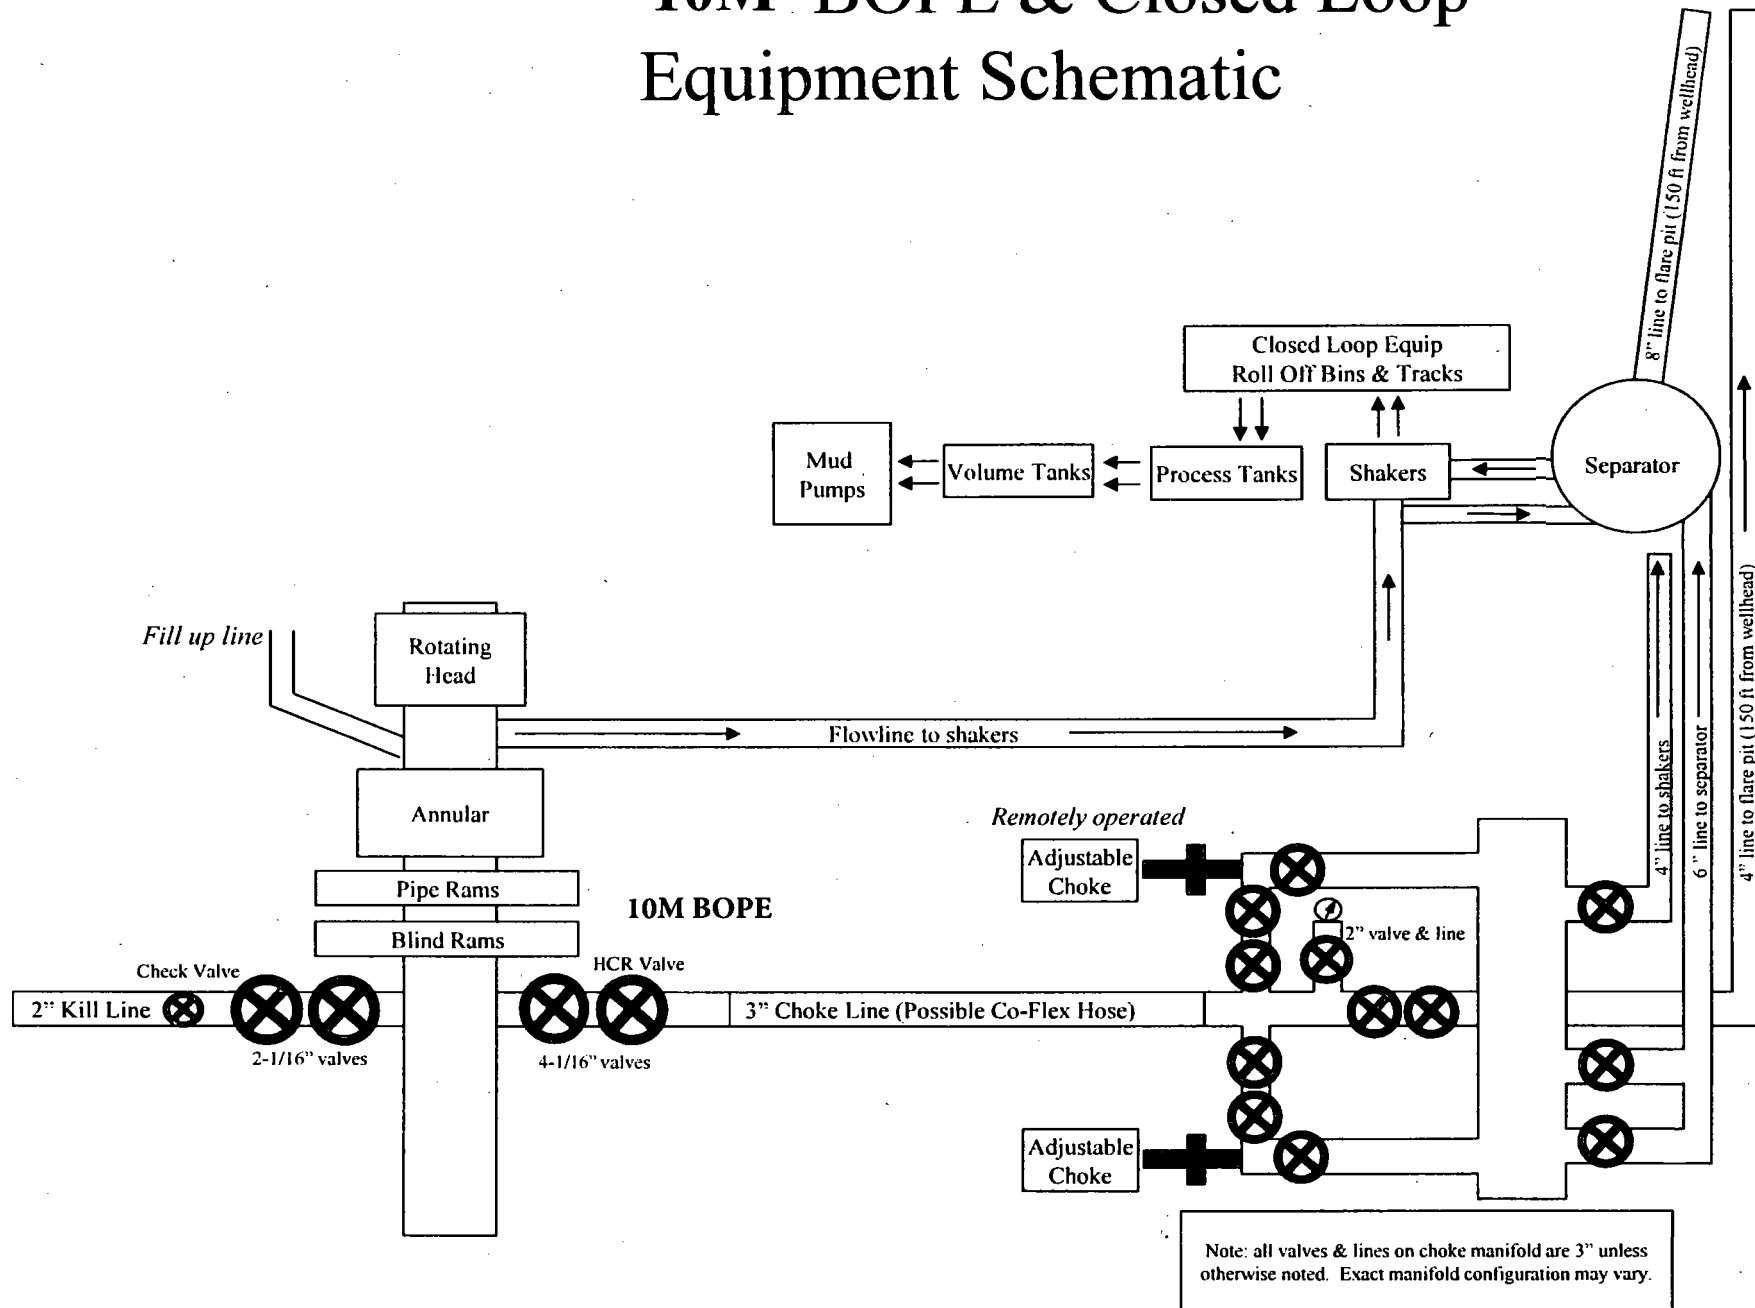 10M BOPE & Closed Loop
Equipment Schematic
8" line to flare pit (150 ft from wellhead)
Closed Loop Equip
Roll Off Bins & Tracks
Mud
Pumps
Volume Tanks
Process Tanks
Shakers
Separator
Fill up line
Rotating
Head
Flowline to shakers
4" line to shakers
6" line to separator
4" line to flare pit (150 ft from wellhead)
Annular
Remotely operated
Adjustable
Choke
Pipe Rams
10M BOPE
Blind Rams
2" valve & line
Check Valve
HCR Valve
2" Kill Line
3" Choke Line (Possible Co-Flex Hose)
2-1/16" valves
4-1/16" valves
Adjustable
Choke
Note: all valves & lines on choke manifold are 3" unless
otherwise noted. Exact manifold configuration may vary.